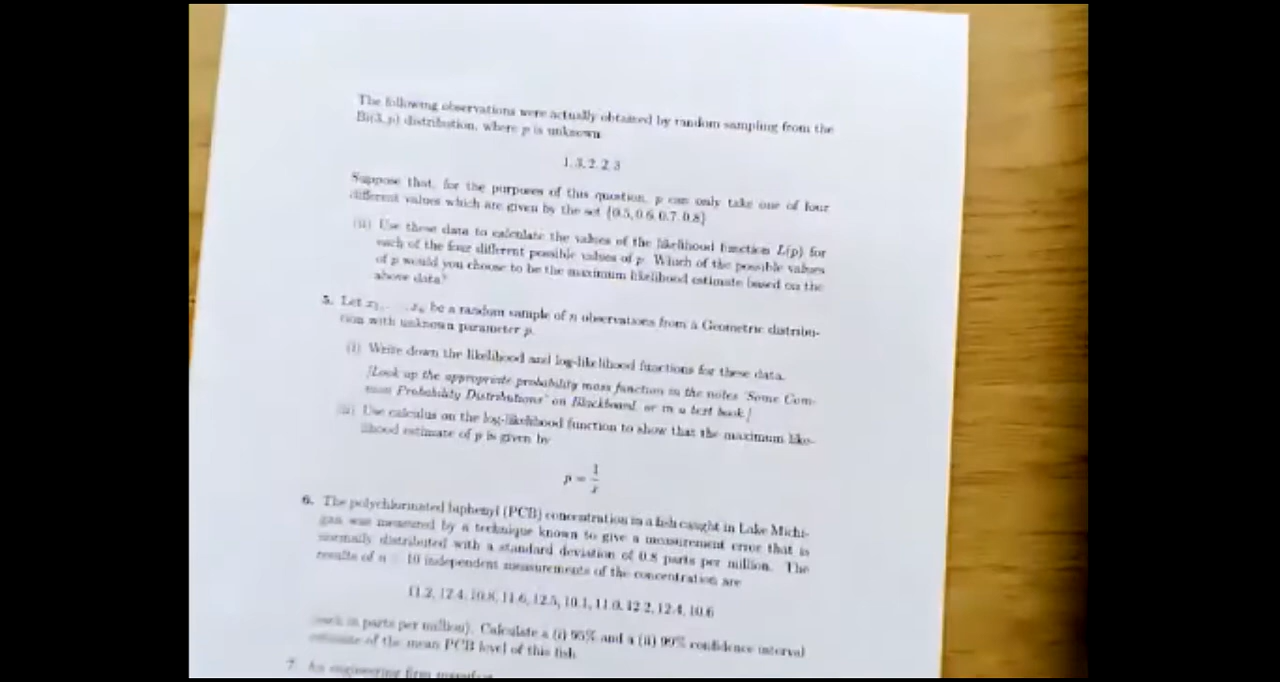 The following observations were actually obtained by random sampling from the
Bi(3, p) distribution, where p is unknown
1, 3, 2, 2, 3
Suppose that, for the purposes of this question, p can only take one of four
different values which are given by the set {0.5, 0.6, 0.7, 0.8}
(ii) Use these data to calculate the values of the likelihood function L(p) for
each of the four different possible values of p. Which of the possible values
of p would you choose to be the maximum likelihood estimate based on the
above data?
5. Let x₁, . . . , xₙ be a random sample of n observations from a Geometric distribu-
tion with unknown parameter p.
(i) Write down the likelihood and log-likelihood functions for these data.
[Look up the appropriate probability mass function in the notes "Some Com-
mon Probability Distributions" on Blackboard, or in a text book.]
(ii) Use calculus on the log-likelihood function to show that the maximum like-
lihood estimate of p is given by
p = 1/x
6. The polychlorinated biphenyl (PCB) concentration in a fish caught in Lake Michi-
gan was measured by a technique known to give a measurement error that is
normally distributed with a standard deviation of 0.8 parts per million. The
results of n = 10 independent measurements of the concentration are
11.2, 12.4, 10.8, 11.6, 12.5, 10.1, 11.0, 12.2, 12.4, 10.6
(each in parts per million). Calculate a (i) 95% and a (ii) 99% confidence interval
estimate of the mean PCB level of this fish.
7. An engineering firm